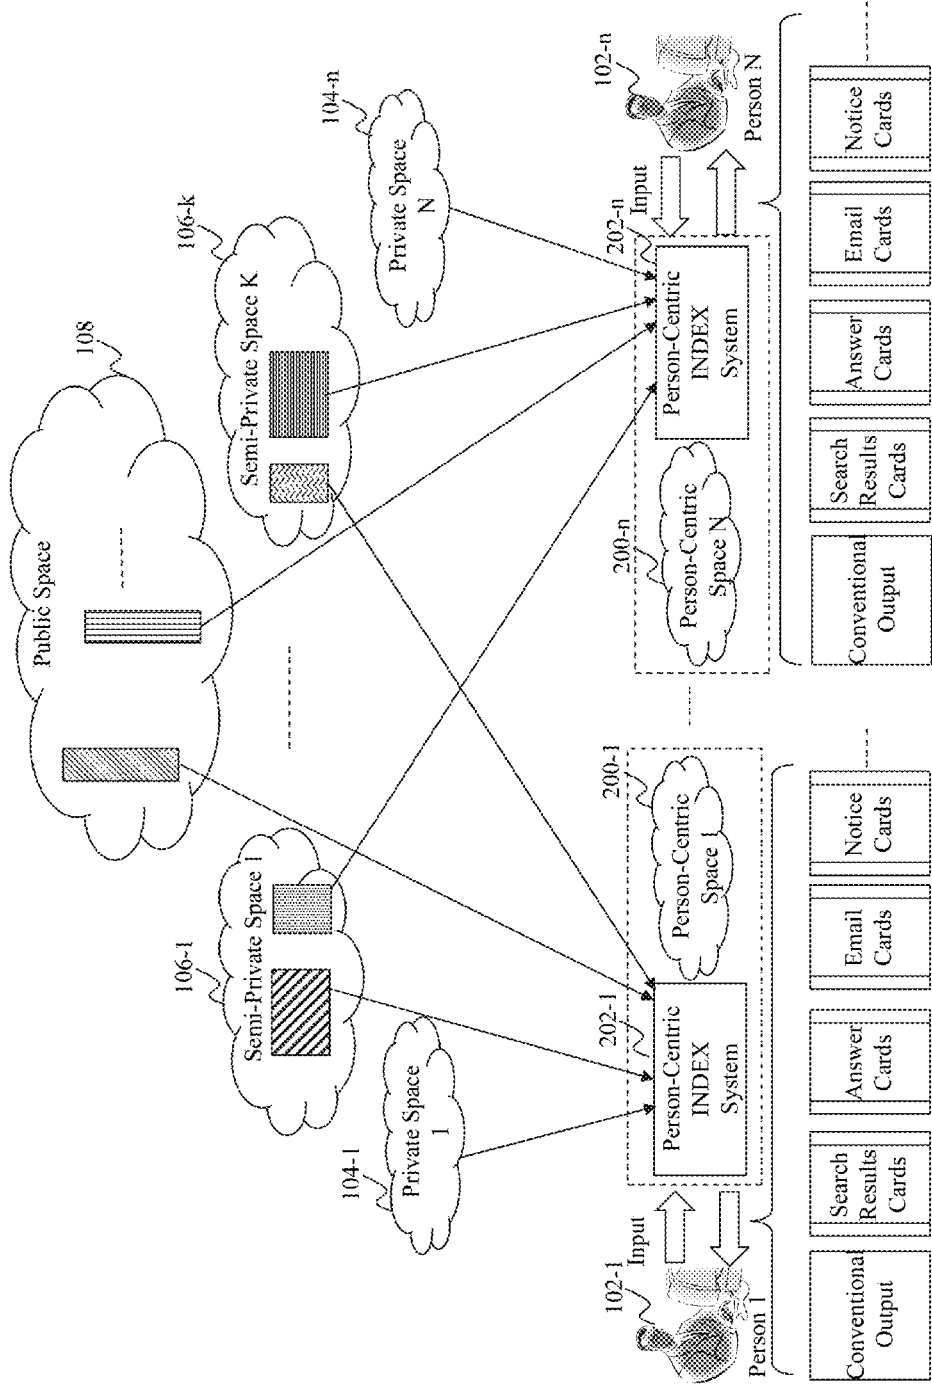 108
Public Space
106-1
Semi-Private Space 1
106-k
Semi-Private Space K
104-1
Private Space
1
104-n
Private Space
N
102-1
Person 1
Input
202-1
Person-Centric
INDEX
System
200-1
Person-Centric
Space 1
200-n
Person-Centric
Space N
202-n
Person-Centric
INDEX
System
Input
102-n
Person N
Conventional
Output
Search
Results
Cards
Answer
Cards
Email
Cards
Notice
Cards
Conventional
Output
Search
Results
Cards
Answer
Cards
Email
Cards
Notice
Cards